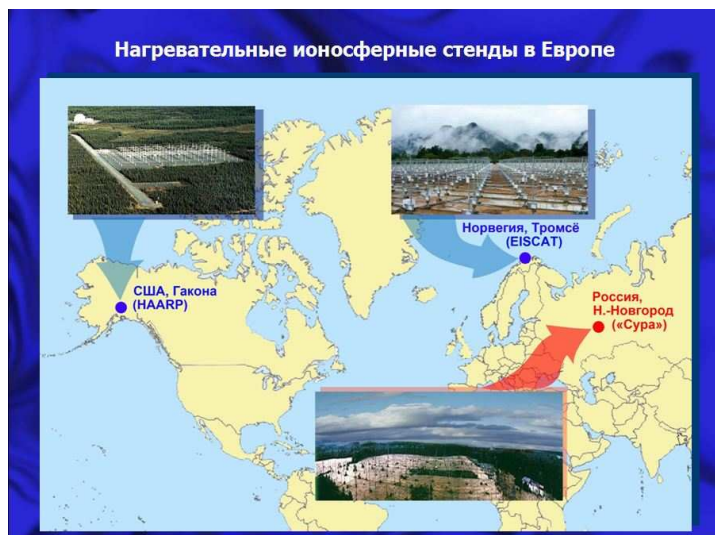 Нагревательные ионосферные стенды в Европе
Норвегия, Тромсё
(EISCAT)
США, Гакона
(HAARP)
Россия,
Н.-Новгород
(«Сура»)